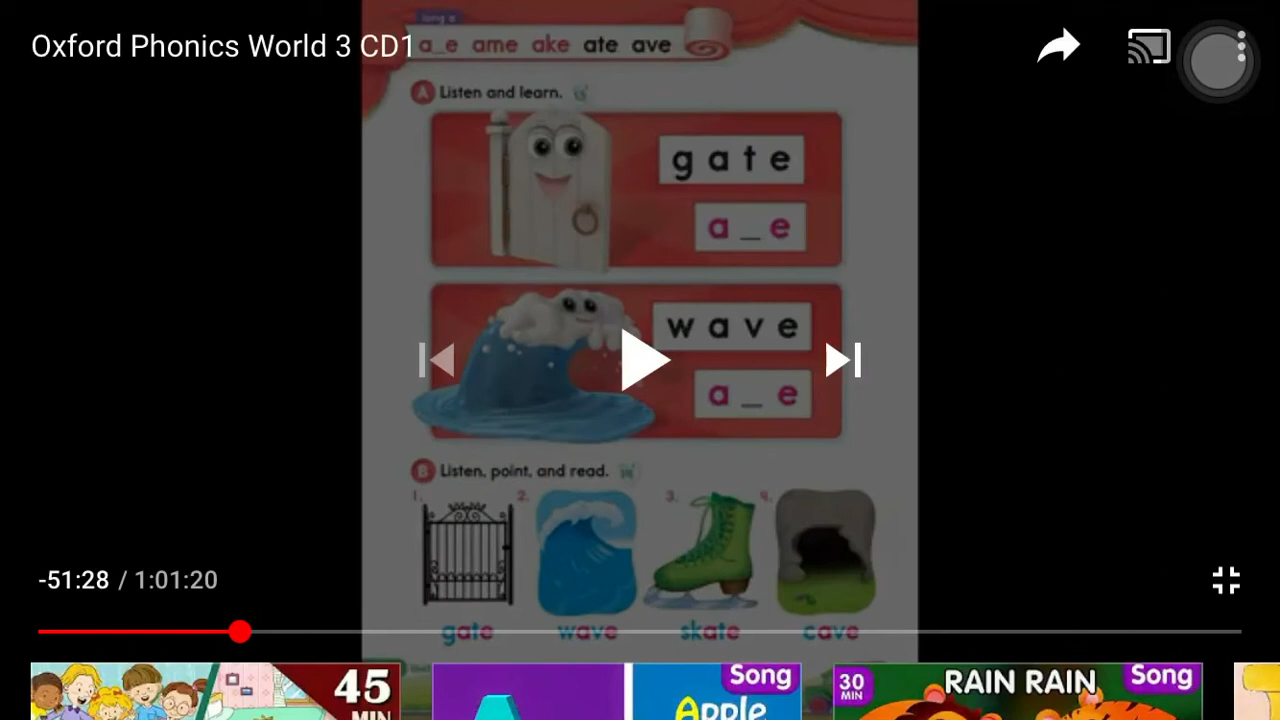 long a
Oxford Phonics World 3 CD1
a_e ame ake ate ave
A Listen and learn.
gate
a_e
wave
a_e
B Listen, point, and read.
1. 2. 3. 4.
gate wave skate cave
-51:28 / 1:01:20
45
MIN
Song
Apple
30
MIN
RAIN RAIN
Song